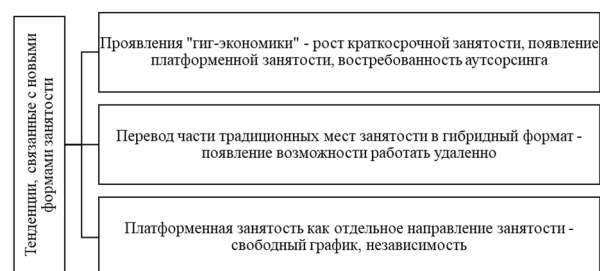 Тенденции, связанные с новыми
формами занятости
Проявления "гиг-экономики" - рост краткосрочной занятости, появление
платформенной занятости, востребованность аутсорсинга
Перевод части традиционных мест занятости в гибридный формат -
появление возможности работать удаленно
Платформенная занятость как отдельное направление занятости -
свободный график, независимость